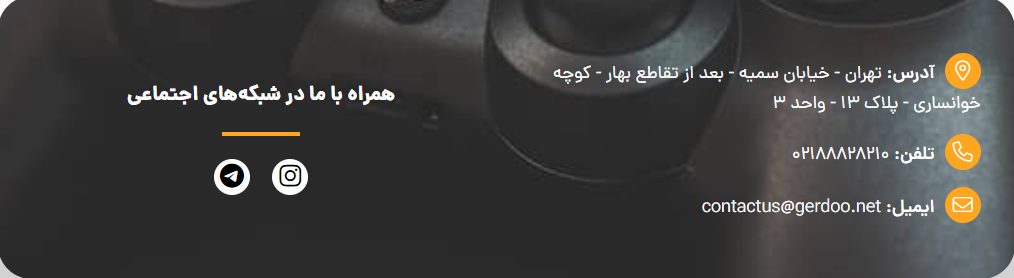 آدرس: تهران - خیابان سمیه - بعد از تقاطع بهار - کوچه
خوانساری - پلاک ۱۳ - واحد ۳
تلفن: ۰۲۱۸۸۸۲۸۲۱۰
ایمیل: contactus@gerdoo.net
همراه با ما در شبکه‌های اجتماعی